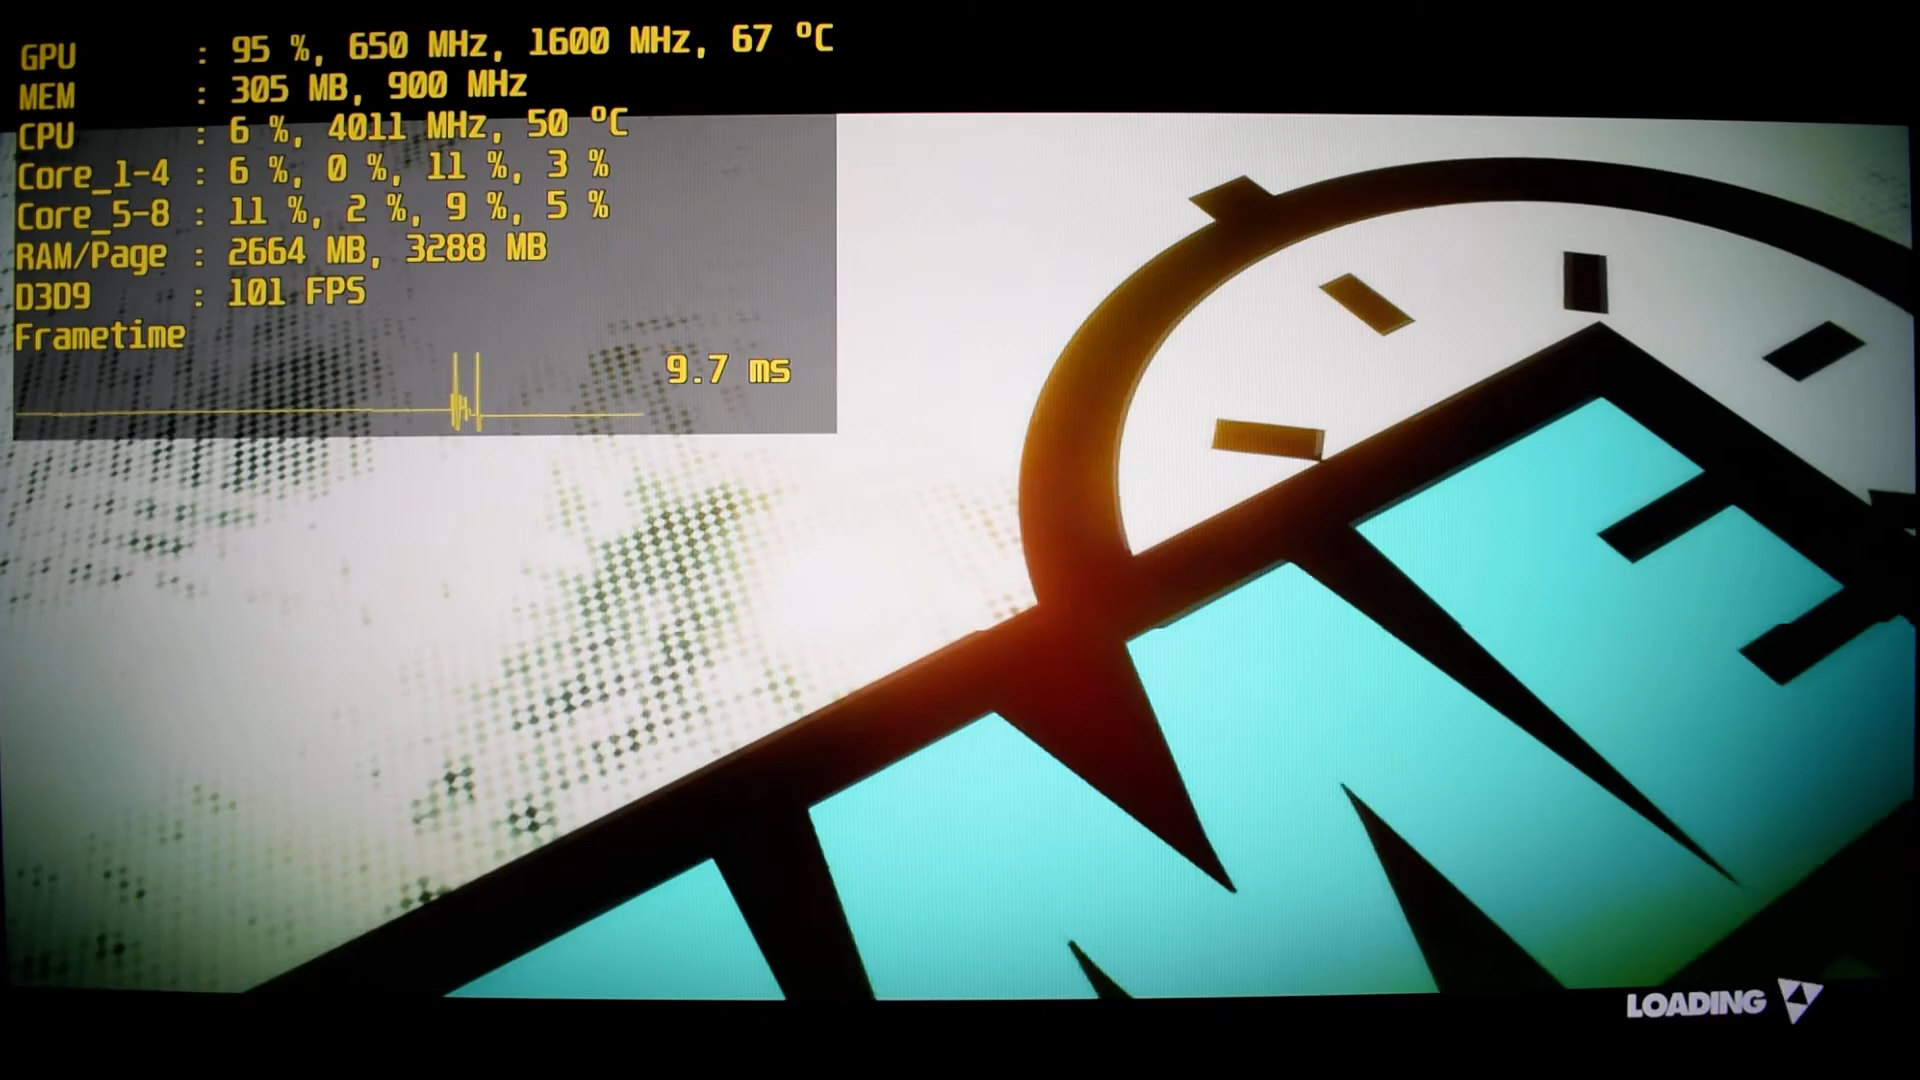 GPU : 95 %, 650 MHz, 1600 MHz, 67 ºC
MEM : 305 MB, 900 MHz
CPU : 6 %, 4011 MHz, 50 ºC
Core_1-4 : 6 %, 0 %, 11 %, 3 %
Core_5-8 : 11 %, 2 %, 9 %, 5 %
RAM/Page : 2664 MB, 3288 MB
D3D9 : 101 FPS
Frametime
9.7 ms
LOADING